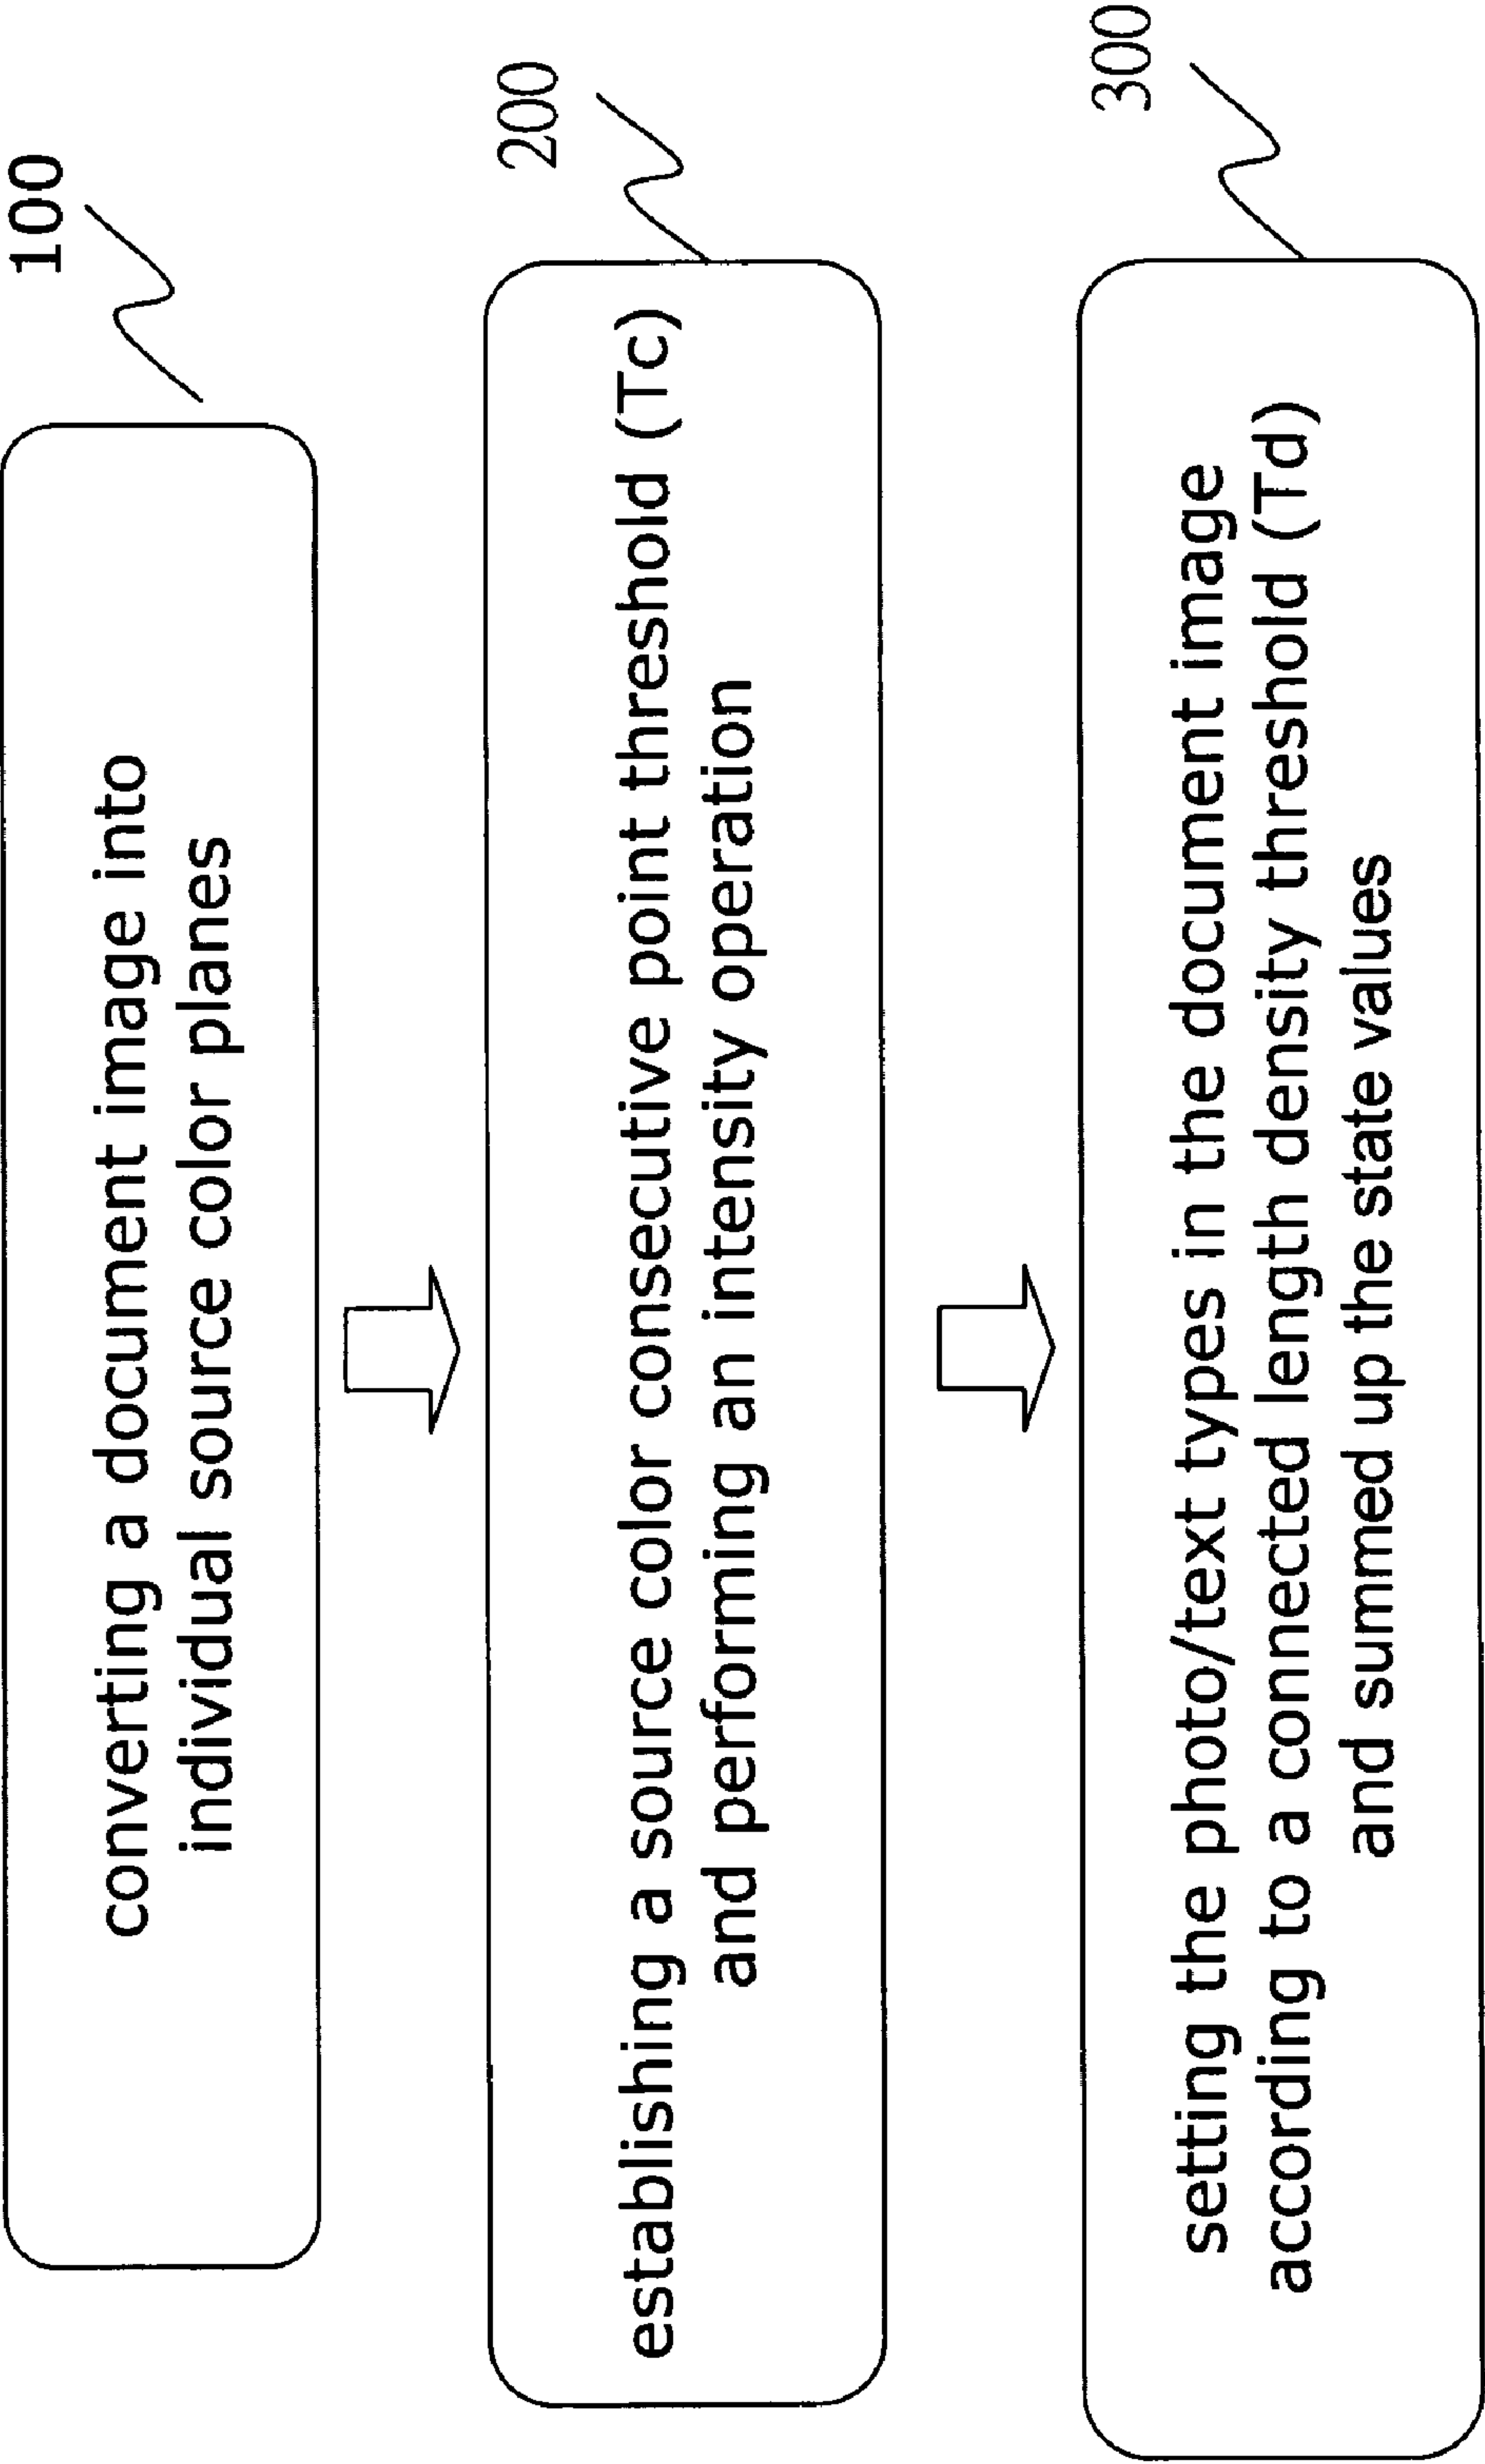 100
converting a document image into
individual source color planes
200
establishing a source color consecutive point threshold (Tc)
and performing an intensity operation
300
setting the photo/text types in the document image
according to a connected length density threshold (Td)
and summed up the state values